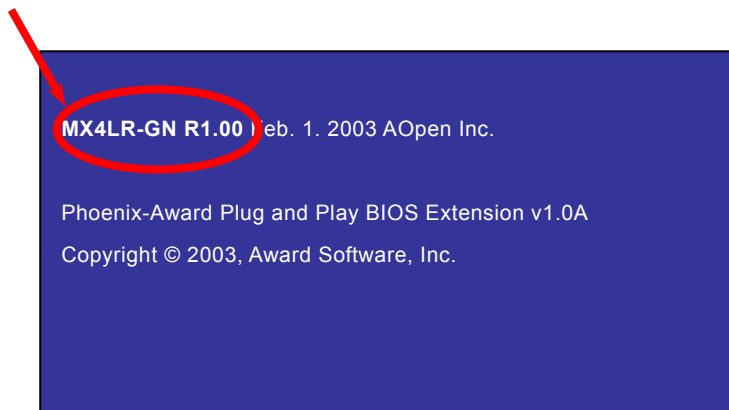 MX4LR-GN R1.00 Feb. 1. 2003 AOpen Inc.
Phoenix-Award Plug and Play BIOS Extension v1.0A
Copyright © 2003, Award Software, Inc.